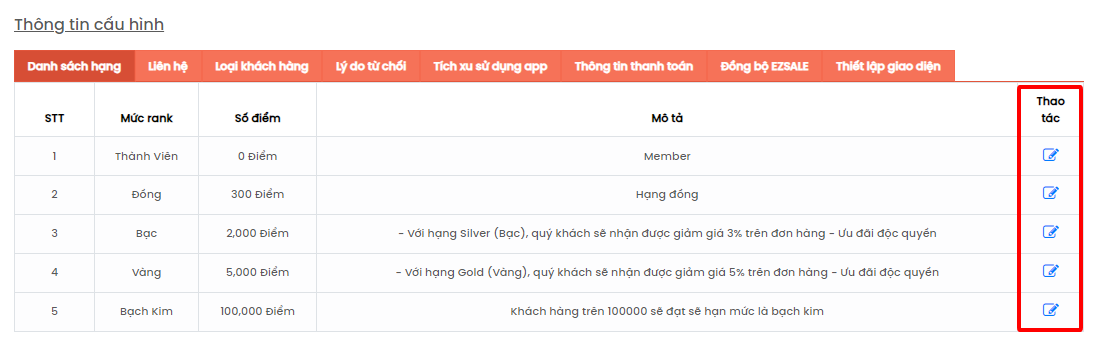 Thông tin cấu hình
Danh sách hạng Liên hệ Loại khách hàng Lý do từ chối Tích xu sử dụng app Thông tin thanh toán Đồng bộ EZSALE Thiết lập giao diện
STT Mức rank Số điểm Mô tả Thao tác
1 Thành Viên 0 Điểm Member
2 Đồng 300 Điểm Hạng đồng
3 Bạc 2,000 Điểm - Với hạng Silver (Bạc), quý khách sẽ nhận được giảm giá 3% trên đơn hàng - Ưu đãi độc quyền
4 Vàng 5,000 Điểm - Với hạng Gold (Vàng), quý khách sẽ nhận được giảm giá 5% trên đơn hàng - Ưu đãi độc quyền
5 Bạch Kim 100,000 Điểm Khách hàng trên 100000 sẽ đạt sẽ hạn mức là bạch kim